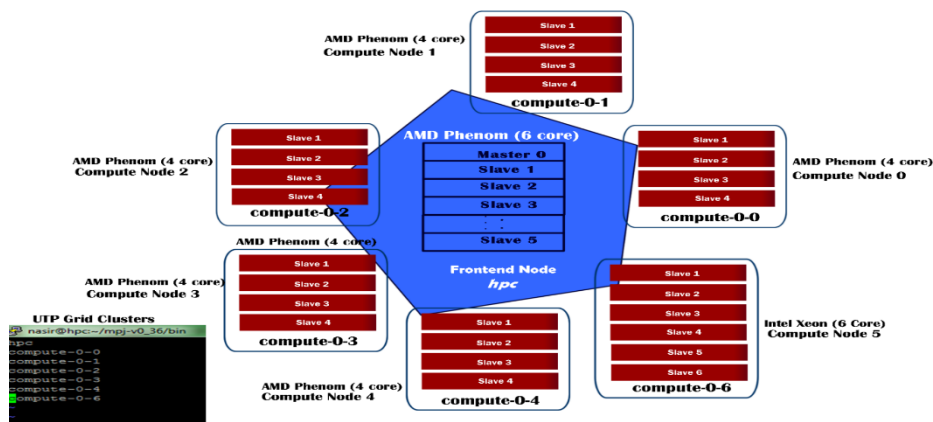 AMD Phenom (4 core)
Compute Node 1
Slave 1
Slave 2
Slave 3
Slave 4
compute-0-1
AMD Phenom (4 core)
Compute Node 2
Slave 1
Slave 2
Slave 3
Slave 4
compute-0-2
AMD Phenom (6 core)
Master 0
Slave 1
Slave 2
Slave 3
: :
Slave 5
Frontend Node
hpc
Slave 1
Slave 2
Slave 3
Slave 4
compute-0-0
AMD Phenom (4 core)
Compute Node 0
AMD Phenom (4 core)
AMD Phenom (4 core)
Compute Node 3
Slave 1
Slave 2
Slave 3
Slave 4
compute-0-3
AMD Phenom (4 core)
Compute Node 4
Slave 1
Slave 2
Slave 3
Slave 4
compute-0-4
Slave 1
Slave 2
Slave 3
Slave 4
Slave 5
Slave 6
compute-0-6
Intel Xeon (6 Core)
Compute Node 5
UTP Grid Clusters
nasir@hpc:~/mpj-v0_36/bin
hpc
compute-0-0
compute-0-1
compute-0-2
compute-0-3
compute-0-4
compute-0-6
~
~